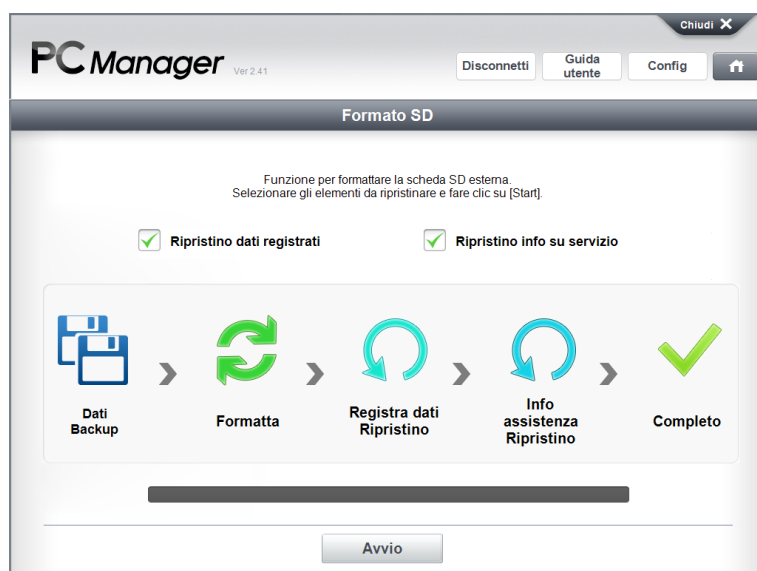 Chiudi X
PC Manager Ver 2.41
Disconnetti
Guida
utente
Config
Formato SD
Funzione per formattare la scheda SD esterna.
Selezionare gli elementi da ripristinare e fare clic su [Start].
Ripristino dati registrati
Ripristino info su servizio
Dati
Backup
Formatta
Registra dati
Ripristino
Info
assistenza
Ripristino
Completo
Avvio